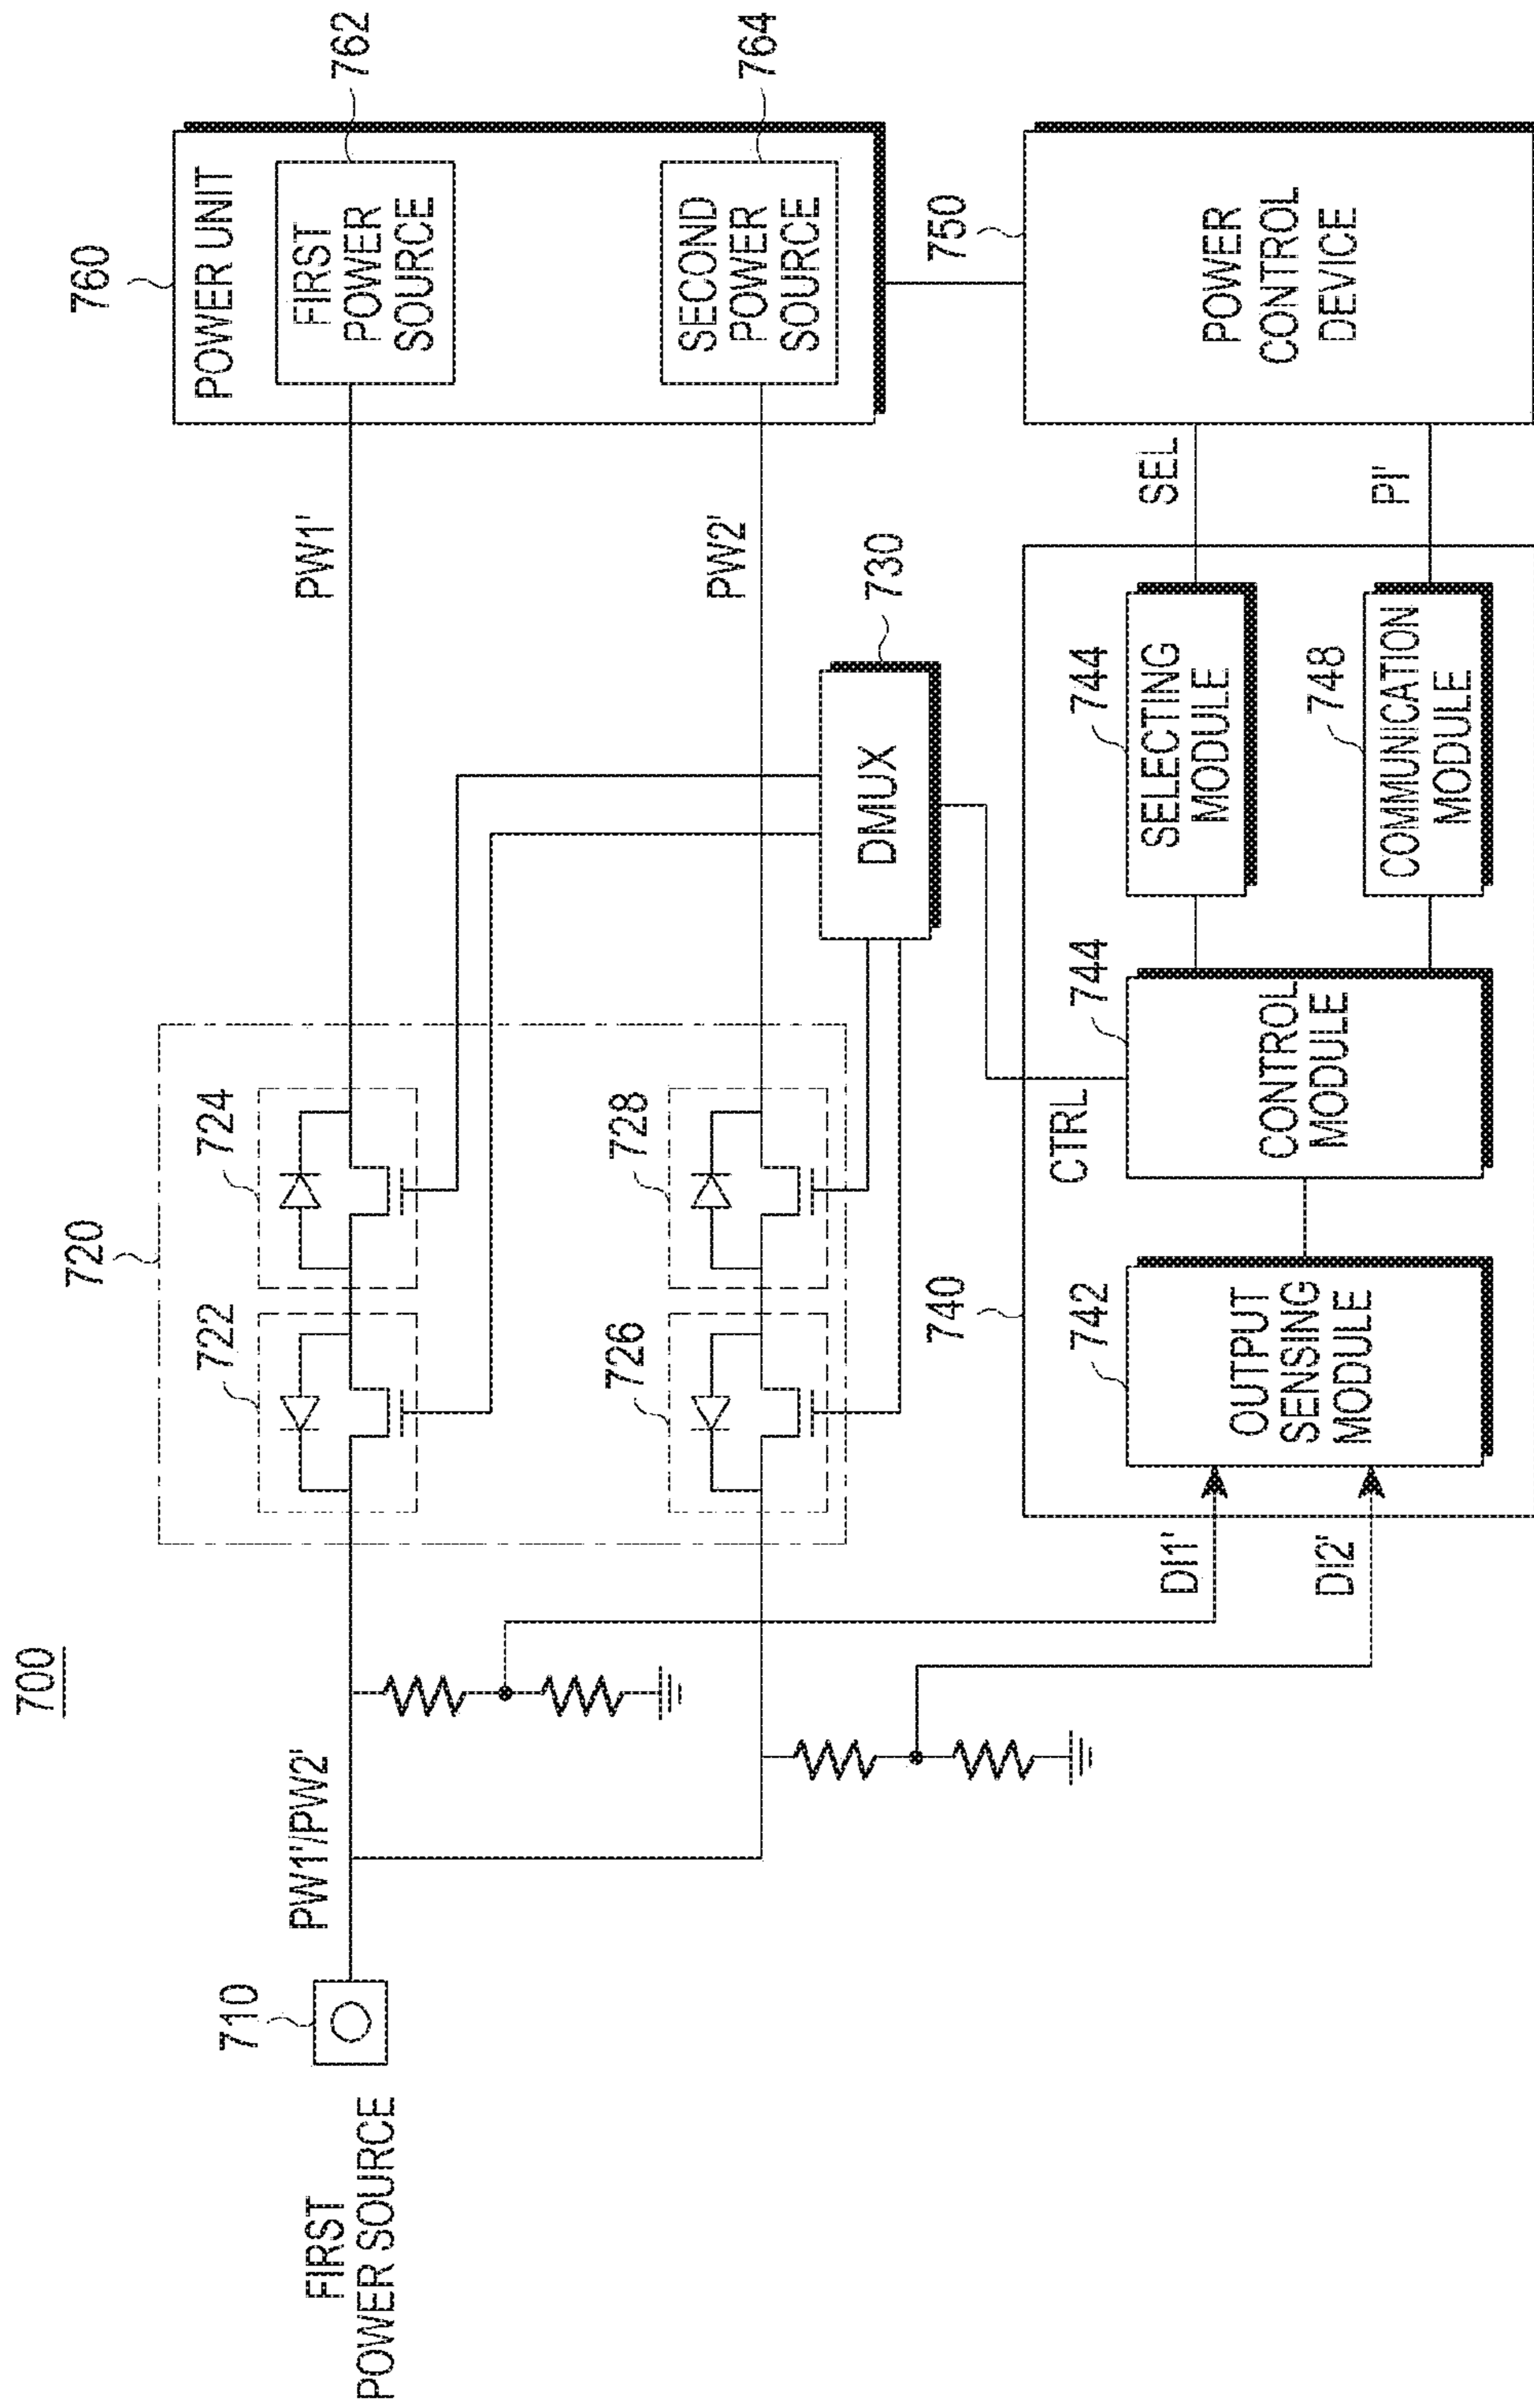 700
710
FIRST
POWER SOURCE
PW1'/PW2'
720
722
724
726
728
PW1'
PW2'
730
DMUX
760
POWER UNIT
FIRST
POWER
SOURCE
762
SECOND
POWER
SOURCE
764
740
DI1'
DI2'
742
OUTPUT
SENSING
MODULE
CTRL
744
CONTROL
MODULE
744
SELECTING
MODULE
748
COMMUNICATION
MODULE
SEL
PI'
750
POWER
CONTROL
DEVICE